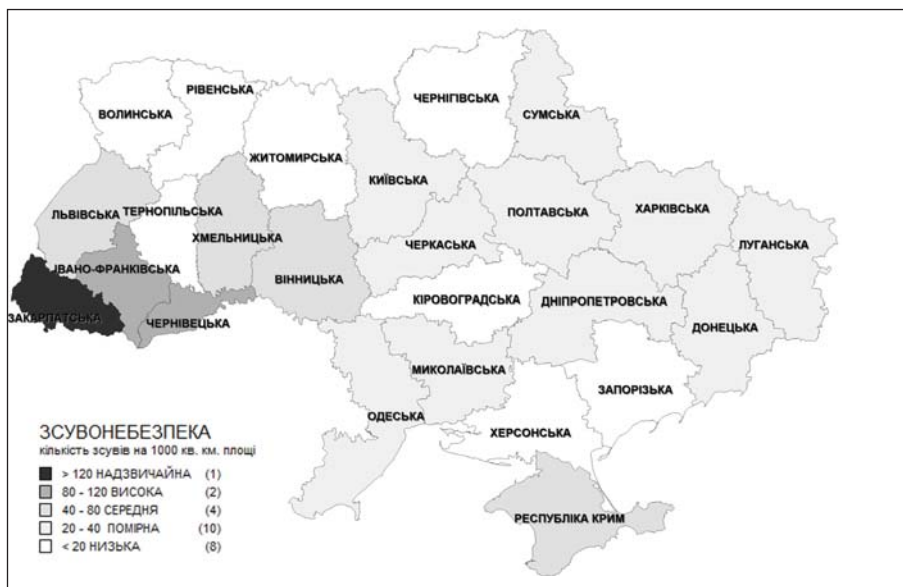 ЧЕРНІГІВСЬКА
РІВЕНСЬКА
ВОЛИНСЬКА
СУМСЬКА
ЖИТОМИРСЬКА
КИЇВСЬКА
ХАРКІВСЬКА
ПОЛТАВСЬКА
ЛЬВІВСЬКА
ТЕРНОПІЛЬСЬКА
ХМЕЛЬНИЦЬКА
ЧЕРКАСЬКА
ЛУГАНСЬКА
ІВАНО-ФРАНКІВСЬКА
ВІННИЦЬКА
КІРОВОГРАДСЬКА
ДНІПРОПЕТРОВСЬКА
ЗАКАРПАТСЬКА
ЧЕРНІВЕЦЬКА
ДОНЕЦЬКА
МИКОЛАЇВСЬКА
ЗАПОРІЗЬКА
ОДЕСЬКА
ХЕРСОНСЬКА
РЕСПУБЛІКА КРИМ
ЗСУВОНЕБЕЗПЕКА
кількість зсувів на 1000 кв. км. площі
> 120 НАДЗВИЧАЙНА (1)
80 - 120 ВИСОКА (2)
40 - 80 СЕРЕДНЯ (4)
20 - 40 ПОМІРНА (10)
< 20 НИЗЬКА (8)